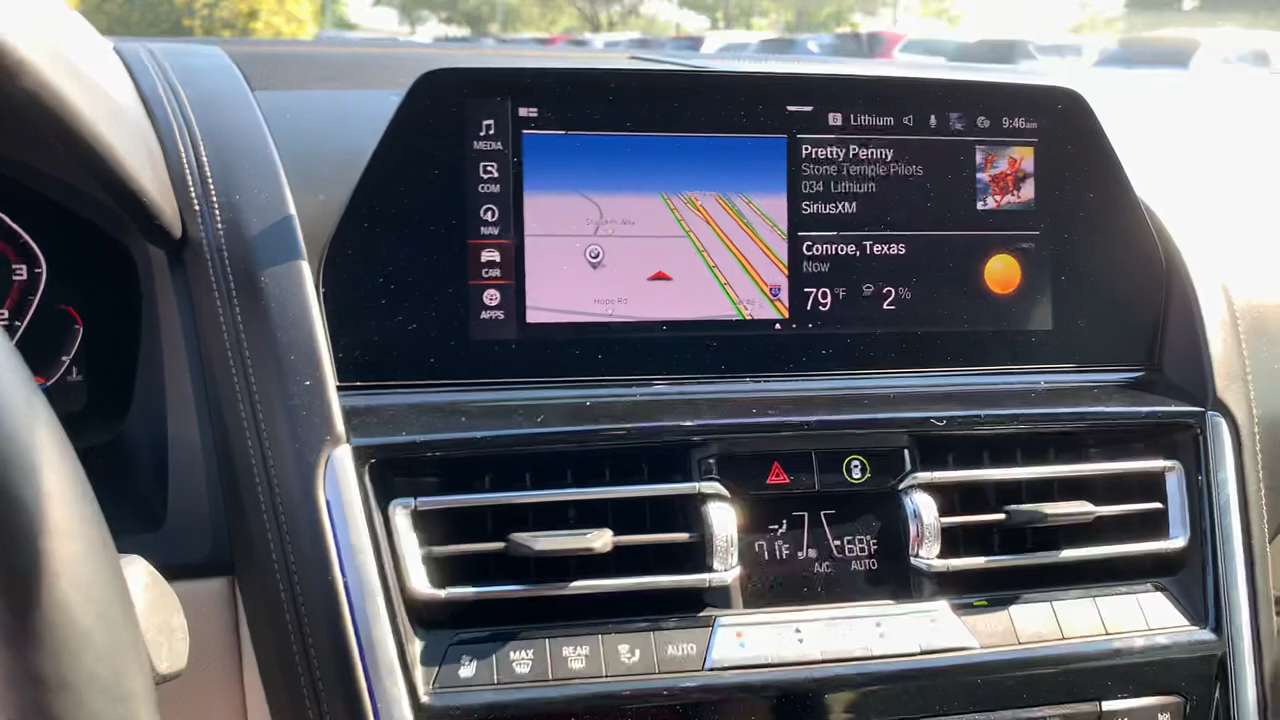 Lithium
9:46am
MEDIA
COM
NAV
CAR
APPS
Hope Rd
Pretty Penny
Stone Temple Pilots
034 Lithium
SiriusXM
Conroe, Texas
Now
79°F
2%
3
71°F
68°F
A/C
AUTO
MAX
REAR
AUTO